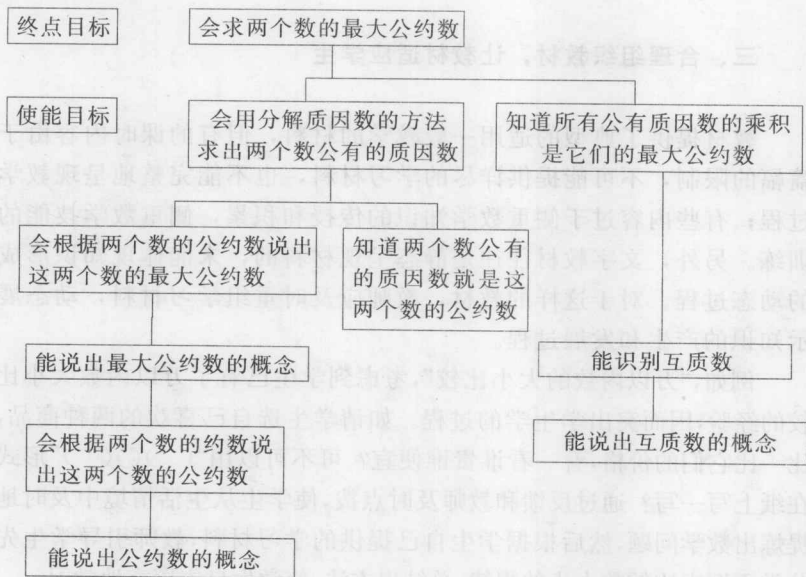 终点目标
会求两个数的最大公约数
使能目标
会用分解质因数的方法
求出两个数公有的质因数
知道所有公有质因数的乘积
是它们的最大公约数
会根据两个数的公约数说出
这两个数的最大公约数
知道两个数公有
的质因数就是这
两个数的公约数
能说出最大公约数的概念
能识别互质数
会根据两个数的约数说
出这两个数的公约数
能说出互质数的概念
能说出公约数的概念